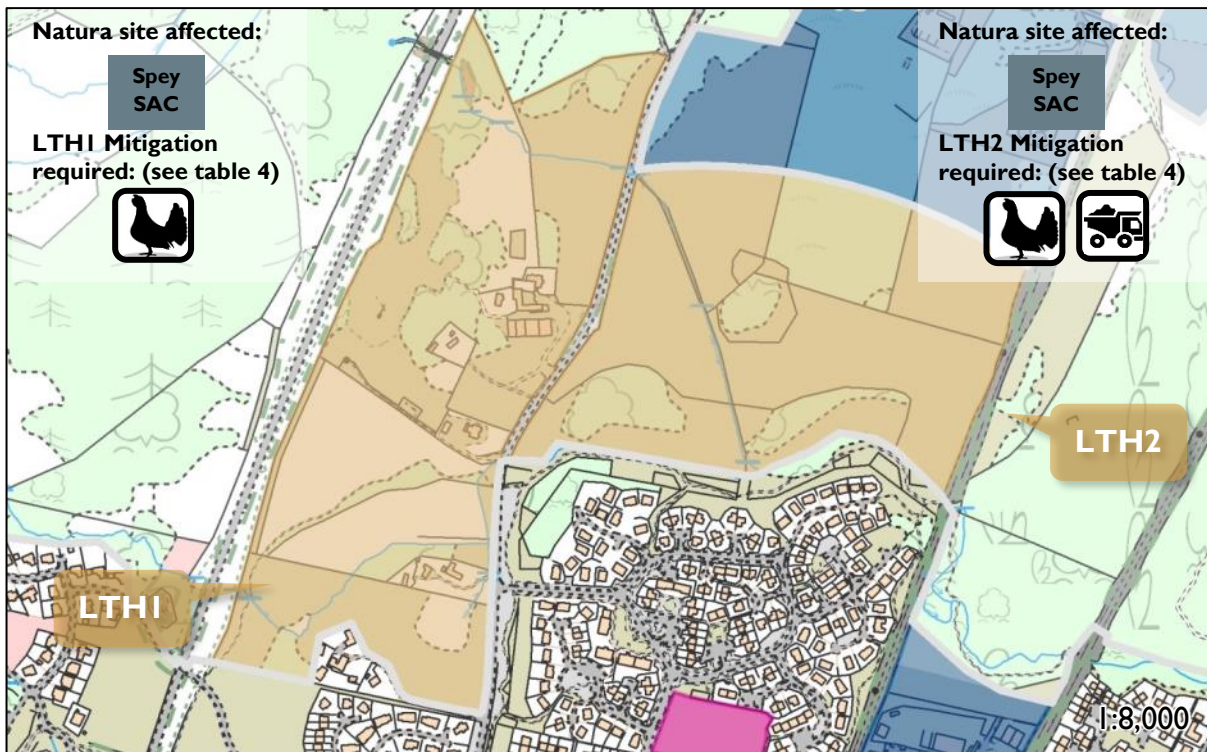 Natura site affected:
Spey
SAC
LTH1 Mitigation
required: (see table 4)
Natura site affected:
Spey
SAC
LTH2 Mitigation
required: (see table 4)
LTH2
LTH1
1:8,000